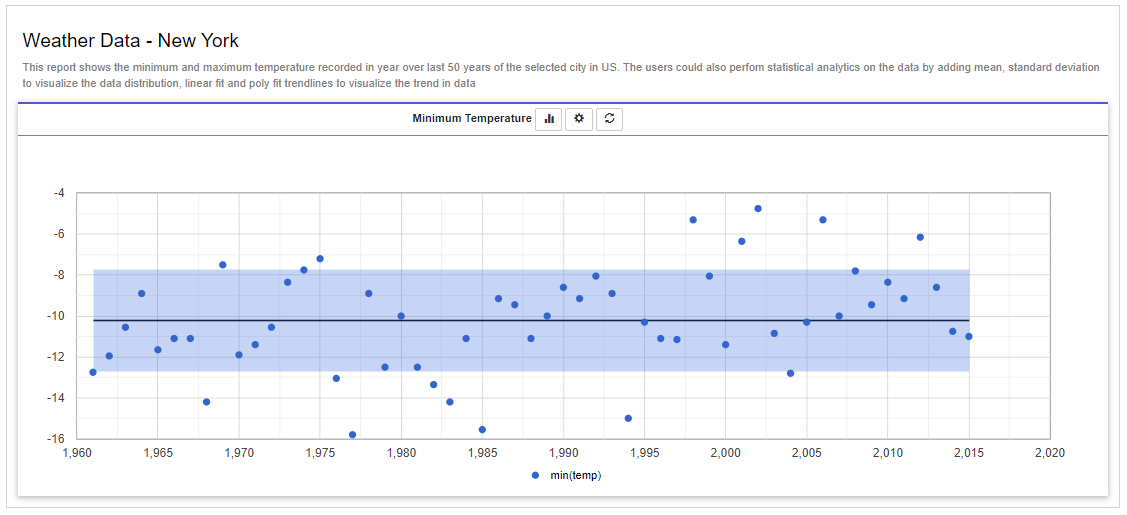 Weather Data - New York
This report shows the minimum and maximum temperature recorded in year over last 50 years of the selected city in US. The users could also perfom statistical analytics on the data by adding mean, standard deviation
to visualize the data distribution, linear fit and poly fit trendlines to visualize the trend in data
Minimum Temperature
-4
-6
-8
-10
-12
-14
-16
1,960 1,965 1,970 1,975 1,980 1,985 1,990 1,995 2,000 2,005 2,010 2,015 2,020
min(temp)